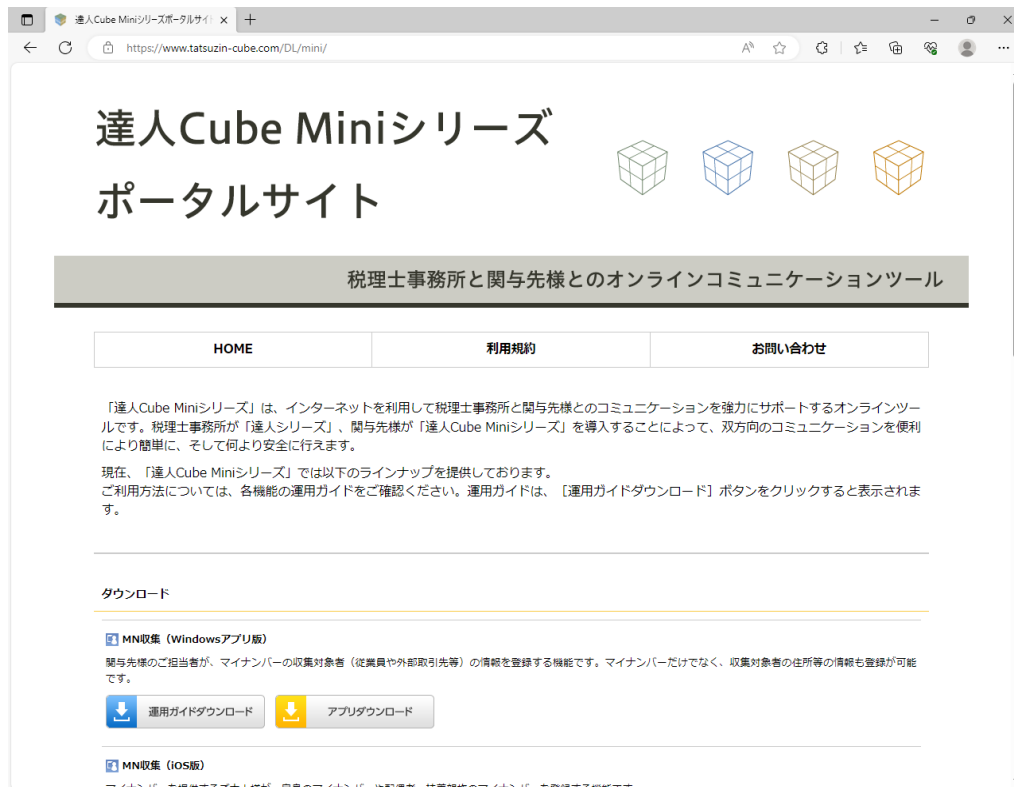 達人Cube Miniシリーズポータルサイ
https://www.tatsuzin-cube.com/DL/mini/
達人Cube Miniシリーズ
ポータルサイト
税理士事務所と関与先様とのオンラインコミュニケーションツール
HOME 利用規約 お問い合わせ
「達人Cube Miniシリーズ」は、インターネットを利用して税理士事務所と関与先様とのコミュニケーションを強力にサポートするオンラインツー
ルです。税理士事務所が「達人シリーズ」、関与先様が「達人Cube Miniシリーズ」を導入することによって、双方向のコミュニケーションを便利
により簡単に、そして何より安全に行えます。
現在、「達人Cube Miniシリーズ」では以下のラインナップを提供しております。
ご利用方法については、各機能の運用ガイドをご確認ください。運用ガイドは、［運用ガイドダウンロード］ボタンをクリックすると表示されま
す。
ダウンロード
MN収集（Windowsアプリ版）
関与先様のご担当者が、マイナンバーの収集対象者（従業員や外部取引先等）の情報を登録する機能です。マイナンバーだけでなく、収集対象者の住所等の情報も登録が可能
です。
運用ガイドダウンロード アプリダウンロード
MN収集（iOS版）